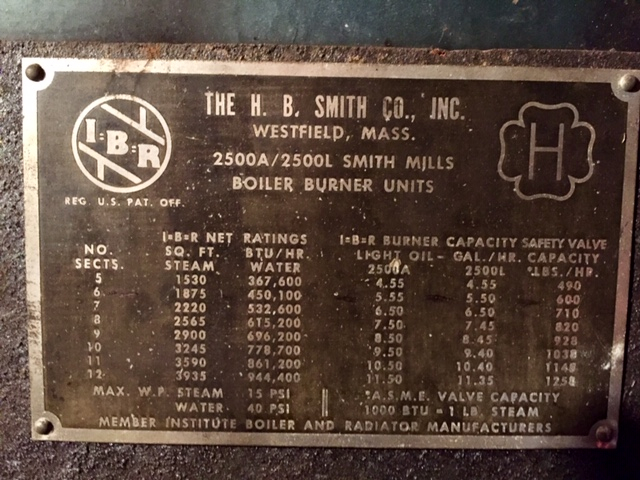 I=B=R
REG. U.S. PAT. OFF.
THE H. B. SMITH CO., INC.
WESTFIELD, MASS.
2500A/2500L SMITH MILLS
BOILER BURNER UNITS
H
I=B=R NET RATINGS I=B=R BURNER CAPACITY SAFETY VALVE
NO. SQ. FT. BTU/HR. LIGHT OIL - GAL./HR. CAPACITY
SECTS. STEAM WATER 2500A 2500L *LBS./HR.
5 1530 367,600 4.55 4.55 490
6 1875 450,100 5.55 5.50 600
7 2220 532,600 6.50 6.50 710
8 2565 615,200 7.50 7.45 820
9 2900 696,200 8.50 8.45 928
10 3245 778,700 9.50 9.40 1038
11 3590 861,200 10.50 10.40 1148
12 3935 944,400 11.50 11.35 1258
MAX. W.P. STEAM 15 PSI *A.S.M.E. VALVE CAPACITY
WATER 40 PSI 1000 BTU = 1 LB. STEAM
MEMBER INSTITUTE BOILER AND RADIATOR MANUFACTURERS